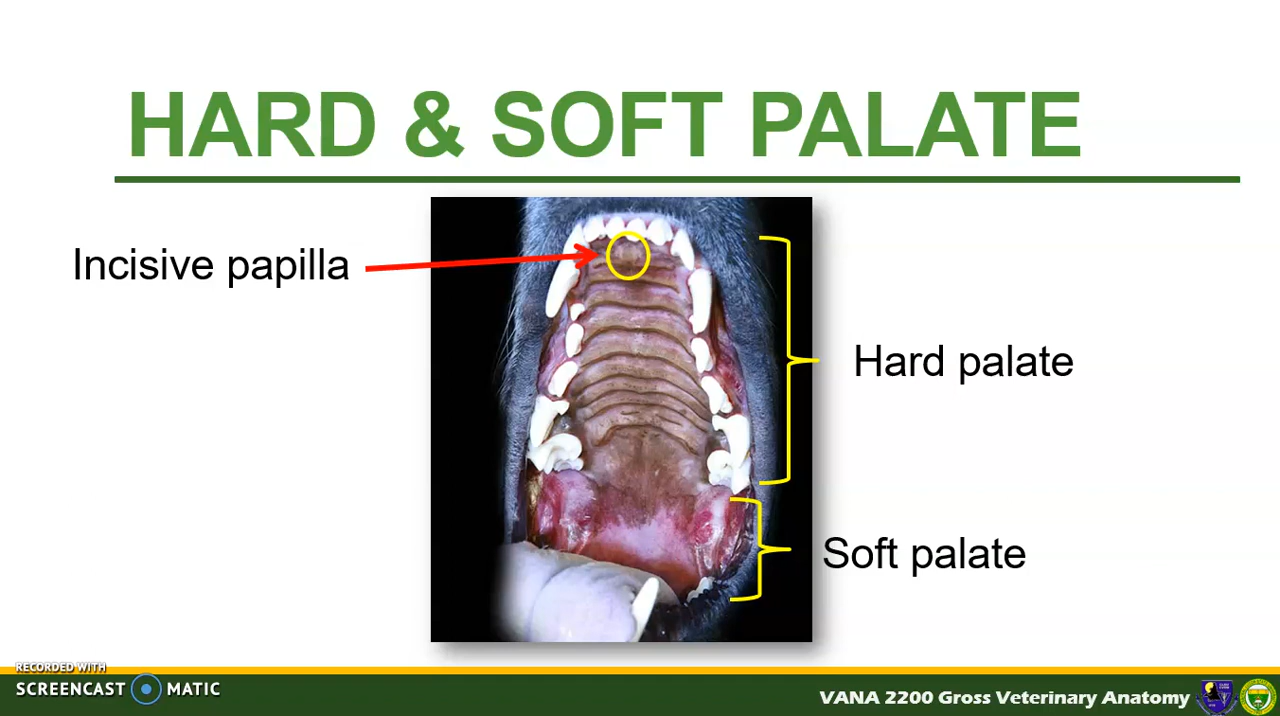 HARD & SOFT PALATE
Incisive papilla
Hard palate
Soft palate
RECORDED WITH
SCREENCAST MATIC
VANA 2200 Gross Veterinary Anatomy